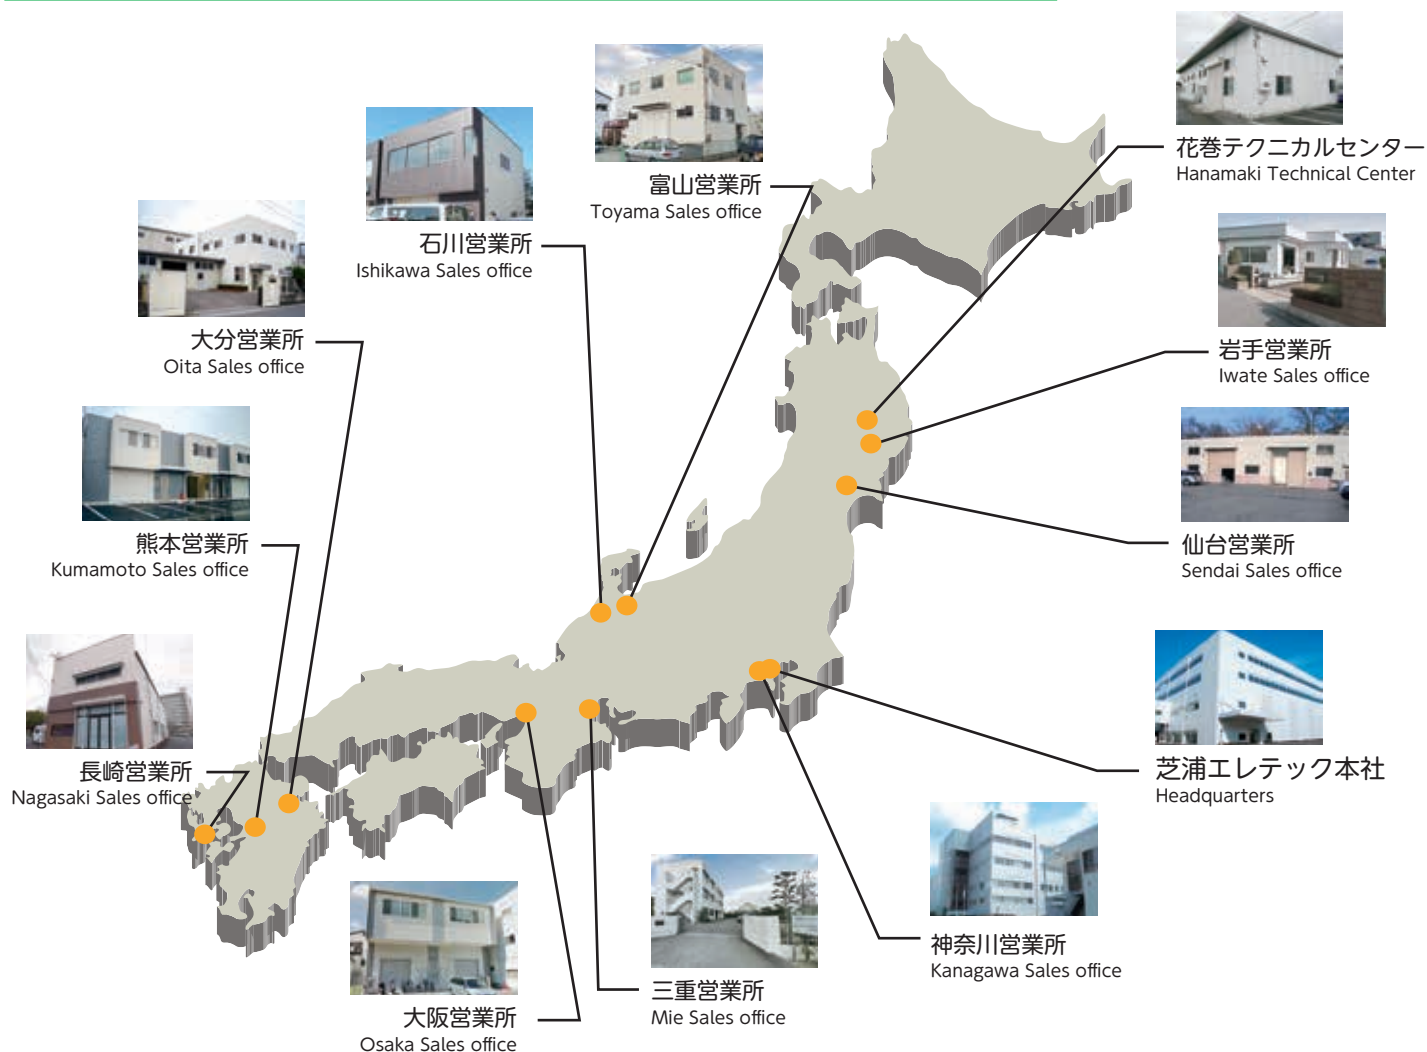 花巻テクニカルセンター
Hanamaki Technical Center
富山営業所
Toyama Sales office
石川営業所
Ishikawa Sales office
大分営業所
Oita Sales office
岩手営業所
Iwate Sales office
熊本営業所
Kumamoto Sales office
仙台営業所
Sendai Sales office
長崎営業所
Nagasaki Sales office
芝浦エレテック本社
Headquarters
神奈川営業所
Kanagawa Sales office
三重営業所
Mie Sales office
大阪営業所
Osaka Sales office